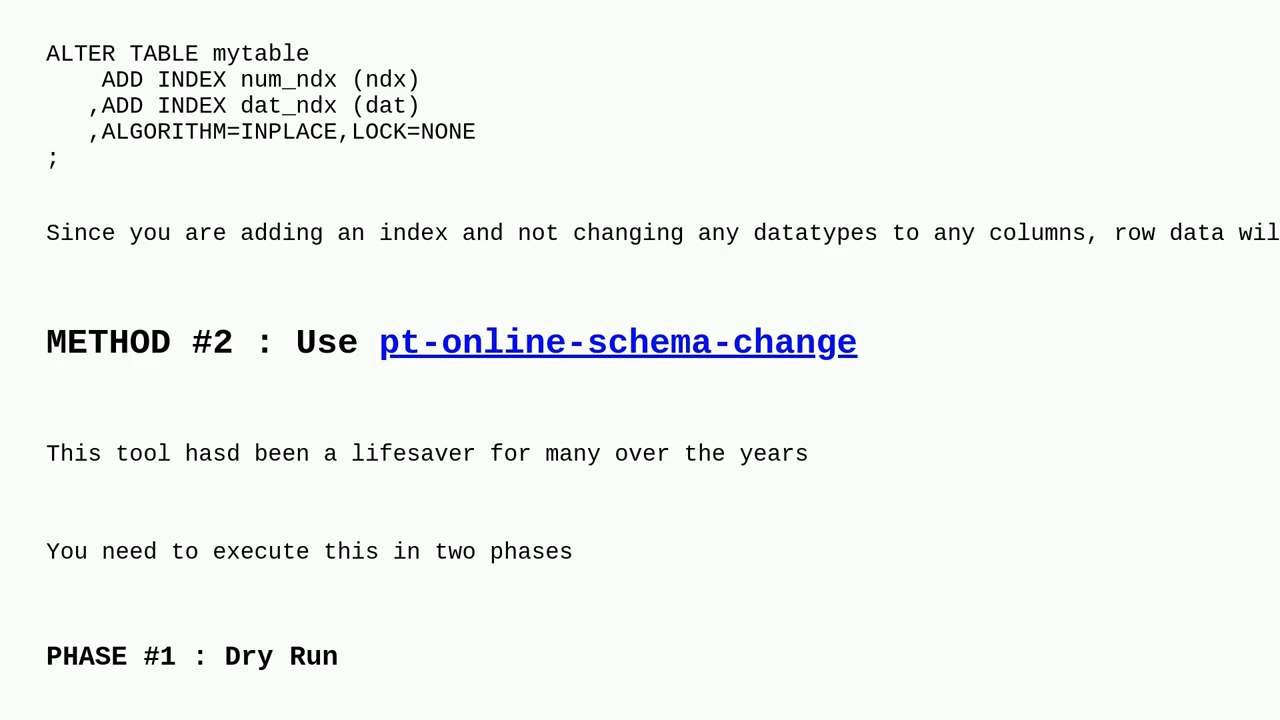 ALTER TABLE mytable
    ADD INDEX num_ndx (ndx)
   ,ADD INDEX dat_ndx (dat)
   ,ALGORITHM=INPLACE,LOCK=NONE
;
Since you are adding an index and not changing any datatypes to any columns, row data wil
METHOD #2 : Use pt-online-schema-change
This tool hasd been a lifesaver for many over the years
You need to execute this in two phases
PHASE #1 : Dry Run